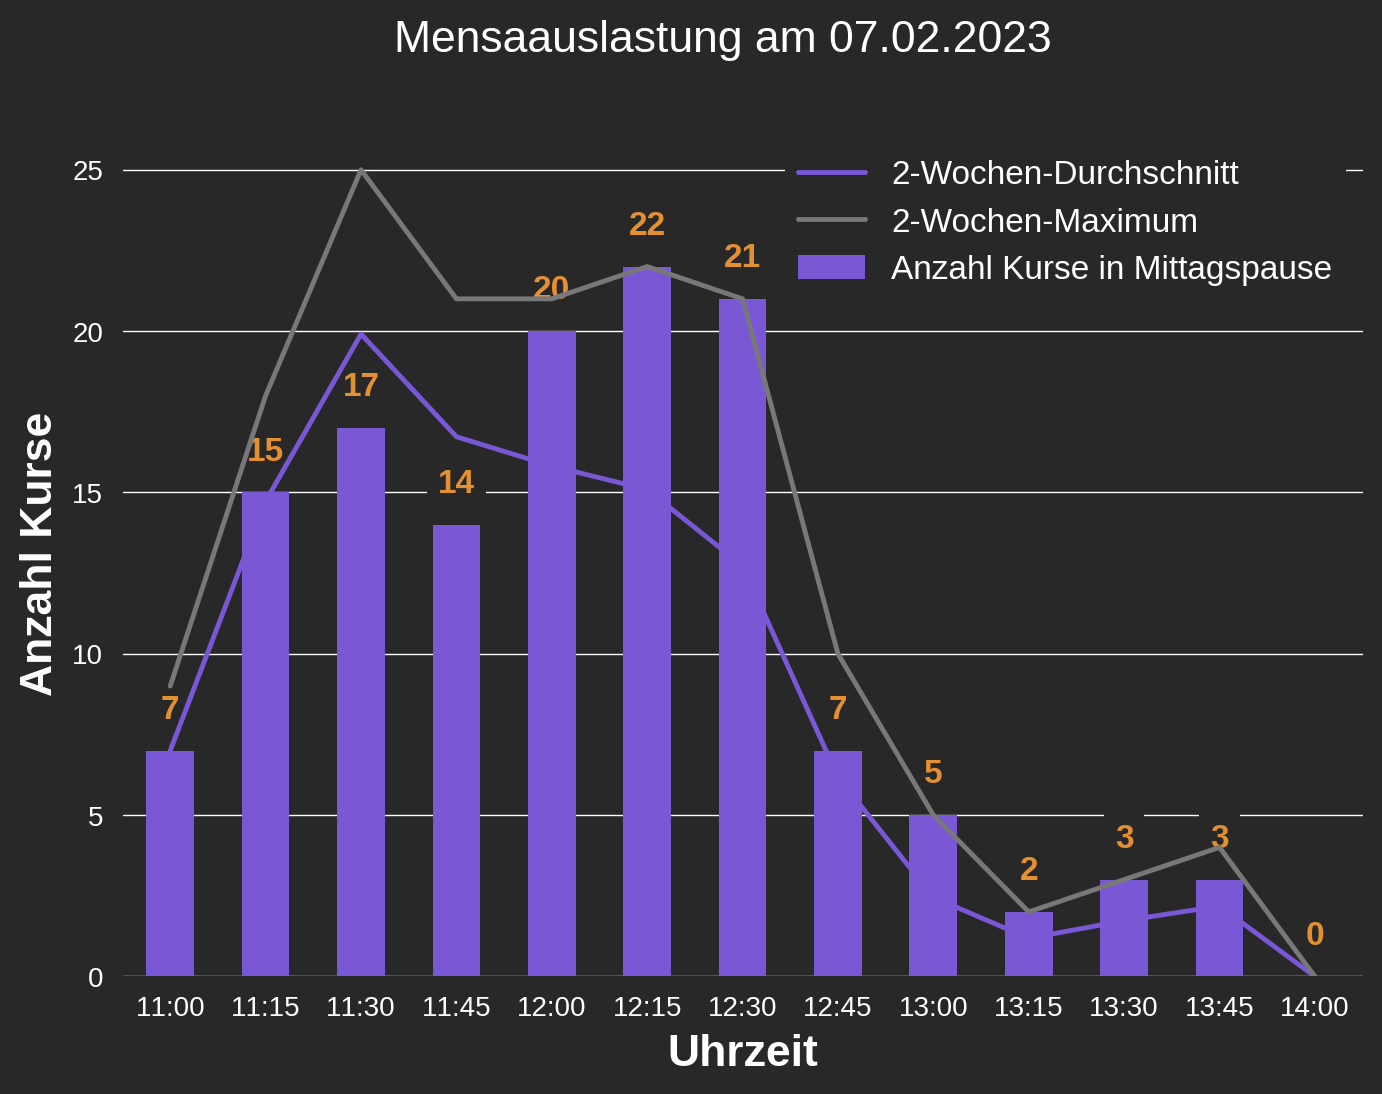 Mensaauslastung am 07.02.2023
2-Wochen-Durchschnitt
2-Wochen-Maximum
Anzahl Kurse in Mittagspause
Anzahl Kurse
25
20
15
10
5
0
7
15
17
14
20
22
21
7
5
2
3
3
0
11:00 11:15 11:30 11:45 12:00 12:15 12:30 12:45 13:00 13:15 13:30 13:45 14:00
Uhrzeit